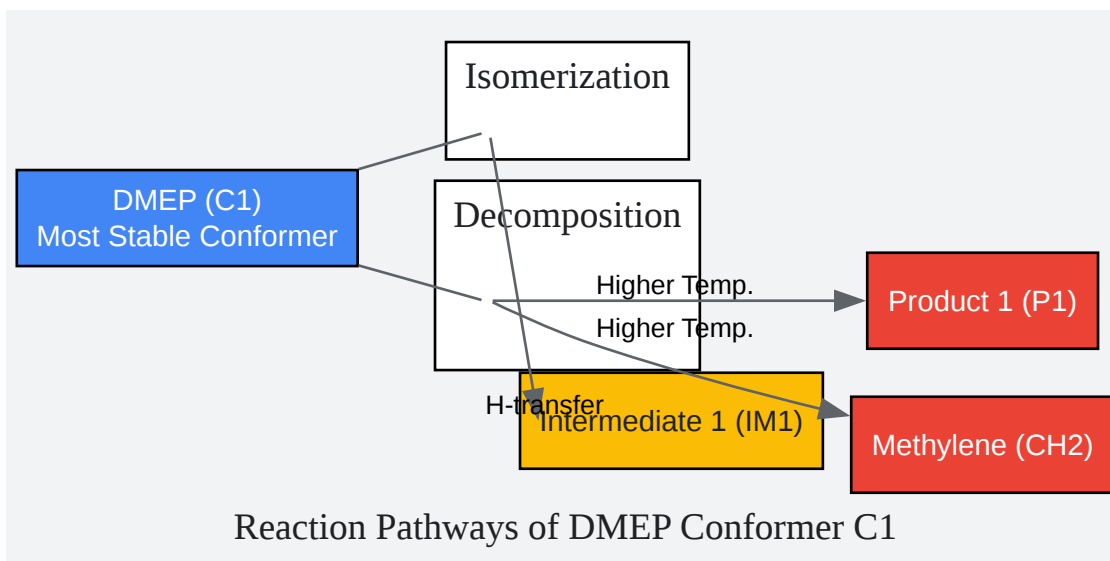 Isomerization
DMEP (C1)
Most Stable Conformer
Decomposition
Higher Temp.
Product 1 (P1)
Higher Temp.
H-transfer
Intermediate 1 (IM1)
Methylene (CH2)
Reaction Pathways of DMEP Conformer C1